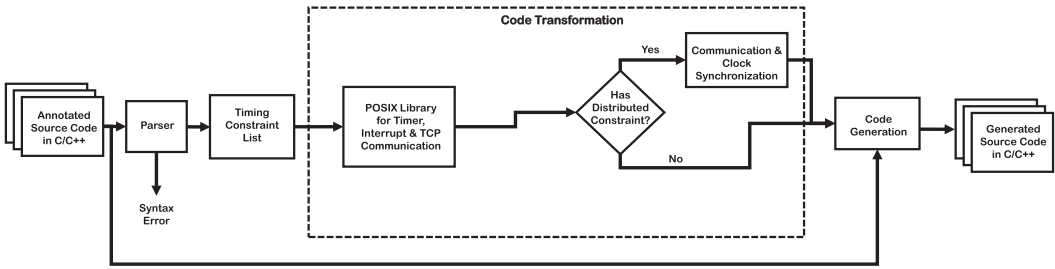 Code Transformation
Annotated
Source Code
in C/C++
Parser
Syntax
Error
Timing
Constraint
List
POSIX Library
for Timer,
Interrupt & TCP
Communication
Has
Distributed
Constraint?
Yes
No
Communication &
Clock
Synchronization
Code
Generation
Generated
Source Code
in C/C++